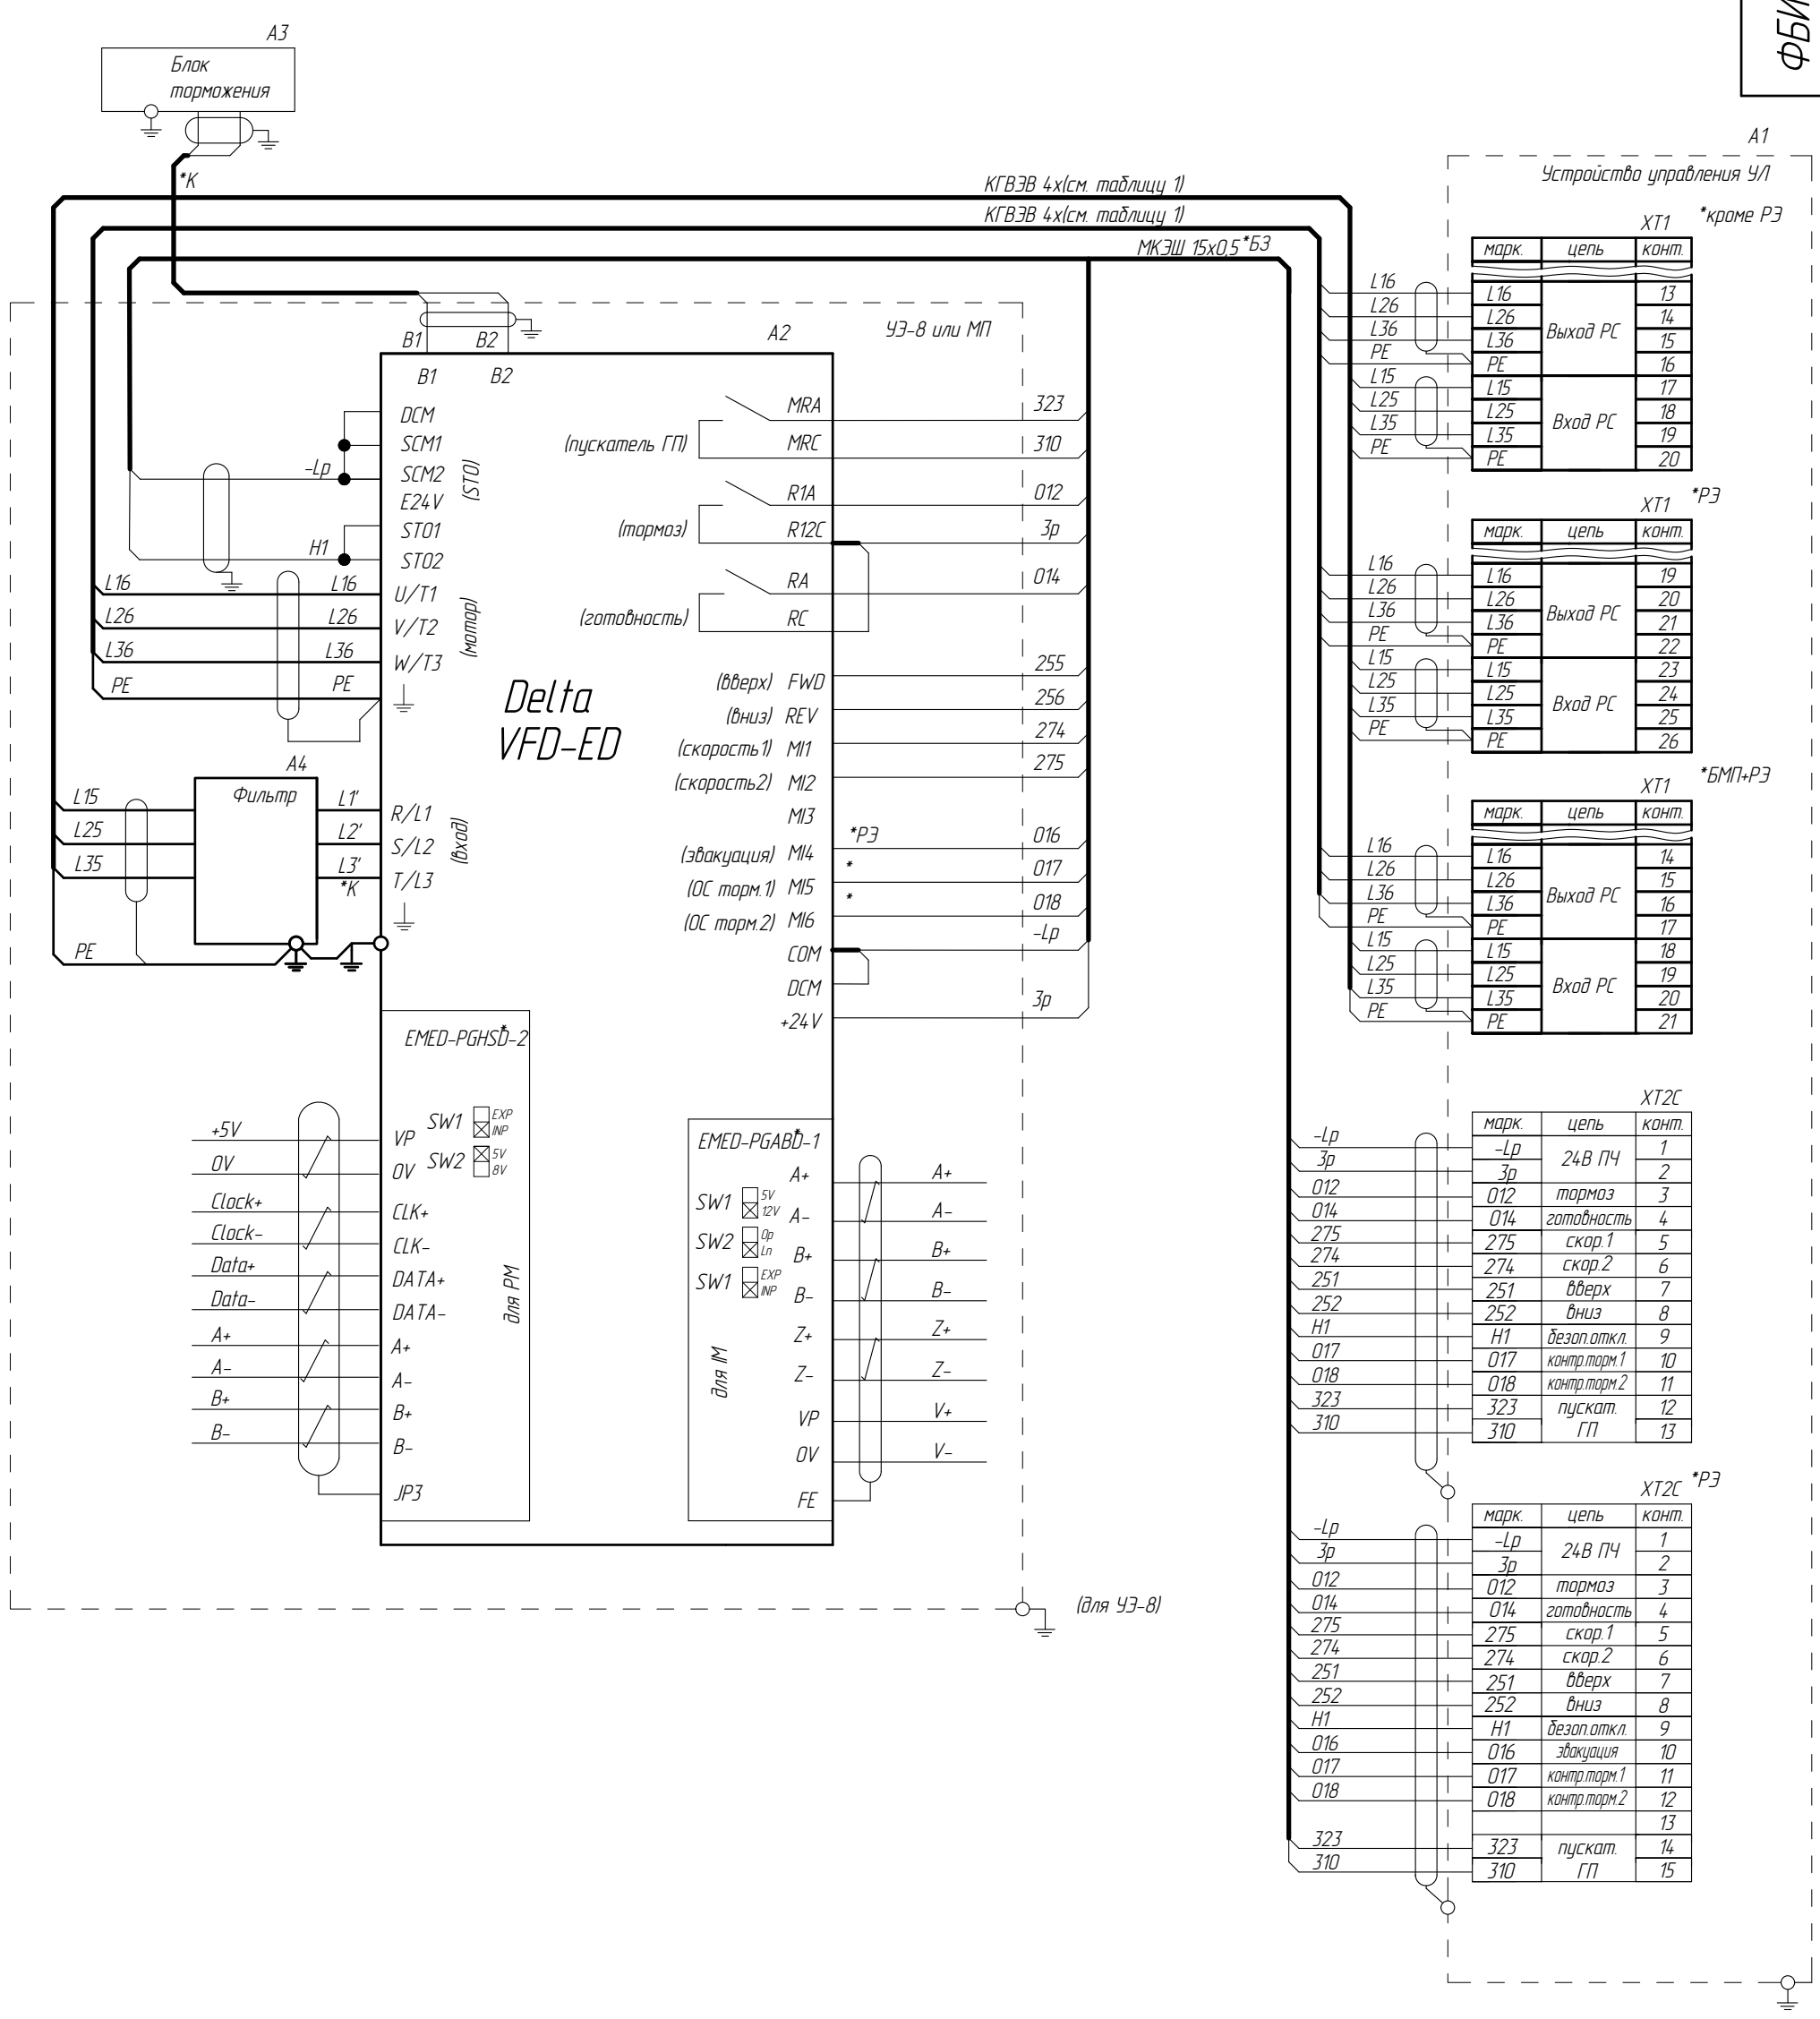 ФБИ
А3
Блок
торможения
*К
КГВЭВ 4х(см. таблицу 1)
КГВЭВ 4х(см. таблицу 1)
МКЭШ 15х0,5 *БЗ
А1
Устройство управления УЛ
*кроме РЭ
ХТ1
марк. цепь конт.
L16 L16 Выход РС 13
L26 L26 14
L36 L36 15
PE PE 16
L15 L15 Вход РС 17
L25 L25 18
L35 L35 19
PE PE 20
ХТ1 *РЭ
марк. цепь конт.
L16 L16 Выход РС 19
L26 L26 20
L36 L36 21
PE PE 22
L15 L15 Вход РС 23
L25 L25 24
L35 L35 25
PE PE 26
ХТ1 *БМП+РЭ
марк. цепь конт.
L16 L16 Выход РС 14
L26 L26 15
L36 L36 16
PE PE 17
L15 L15 Вход РС 18
L25 L25 19
L35 L35 20
PE PE 21
ХТ2С
марк. цепь конт.
-Lp -Lp 24В ПЧ 1
3р 3р 2
012 012 тормоз 3
014 014 готовность 4
275 275 скор.1 5
274 274 скор.2 6
251 251 вверх 7
252 252 вниз 8
Н1 Н1 безоп.откл. 9
017 017 контр.торм.1 10
018 018 контр.торм.2 11
323 323 пускат. 12
310 310 ГП 13
ХТ2С *РЭ
марк. цепь конт.
-Lp -Lp 24В ПЧ 1
3р 3р 2
012 012 тормоз 3
014 014 готовность 4
275 275 скор.1 5
274 274 скор.2 6
251 251 вверх 7
252 252 вниз 8
Н1 Н1 безоп.откл. 9
016 016 эвакуация 10
017 017 контр.торм.1 11
018 018 контр.торм.2 12
13
323 323 пускат. 14
310 310 ГП 15
А2
УЭ-8 или МП
B1 B2
B1 B2
DCM
SCM1
-Lp SCM2
(STO)
E24V
STO1
H1 STO2
L16 L16 U/T1
L26 L26 V/T2
(мотор)
L36 L36 W/T3
PE PE
А4
Фильтр
L15 L1' R/L1
L25 L2' S/L2
(вход)
L35 L3' T/L3
*К
PE
Delta
VFD-ED
MRA 323
(пускатель ГП) MRC 310
R1A 012
(тормоз) R12C 3р
RA 014
(готовность) RC
(вверх) FWD 255
(вниз) REV 256
(скорость1) MI1 274
(скорость2) MI2 275
MI3
(эвакуация) MI4 *РЭ 016
(ОС торм.1) MI5 * 017
(ОС торм.2) MI6 * 018
COM -Lp
DCM
+24V 3р
EMED-PGHSD-2 *
SW1 EXP
INP
SW2 5V
8V
+5V VP
0V 0V
Clock+ CLK+
Clock- CLK-
Data+ DATA+
Data- DATA-
A+ A+
A- A-
B+ B+
B- B-
JP3
для РМ
EMED-PGABD-1 *
SW1 5V
12V
SW2 Op
Ln
SW1 EXP
INP
A+ A+
A- A-
B+ B+
B- B-
Z+ Z+
Z- Z-
VP V+
0V V-
FE
для IM
(для УЭ-8)